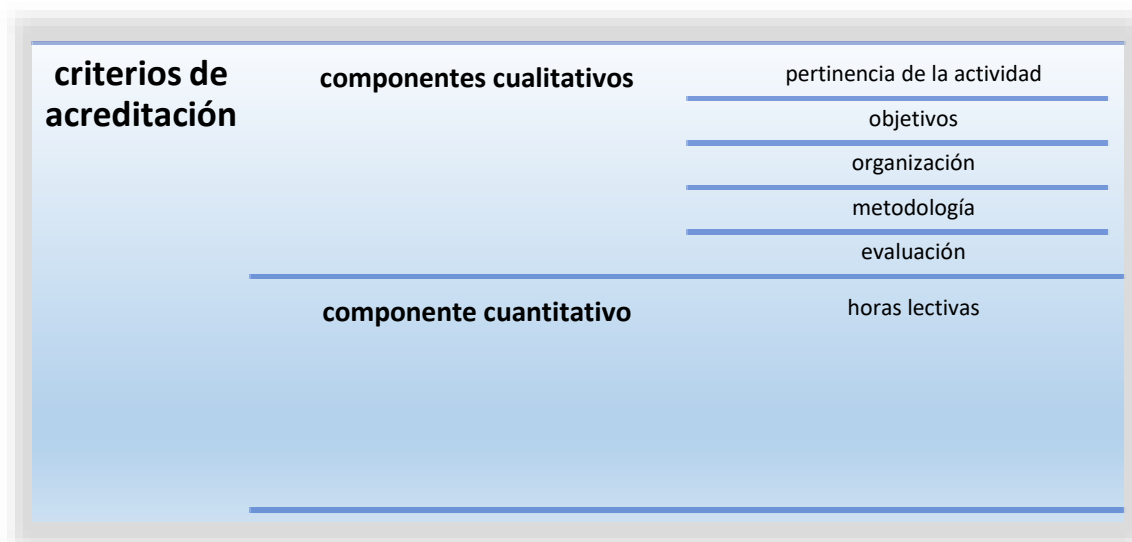 criterios de
acreditación
componentes cualitativos
pertinencia de la actividad
objetivos
organización
metodología
evaluación
componente cuantitativo
horas lectivas